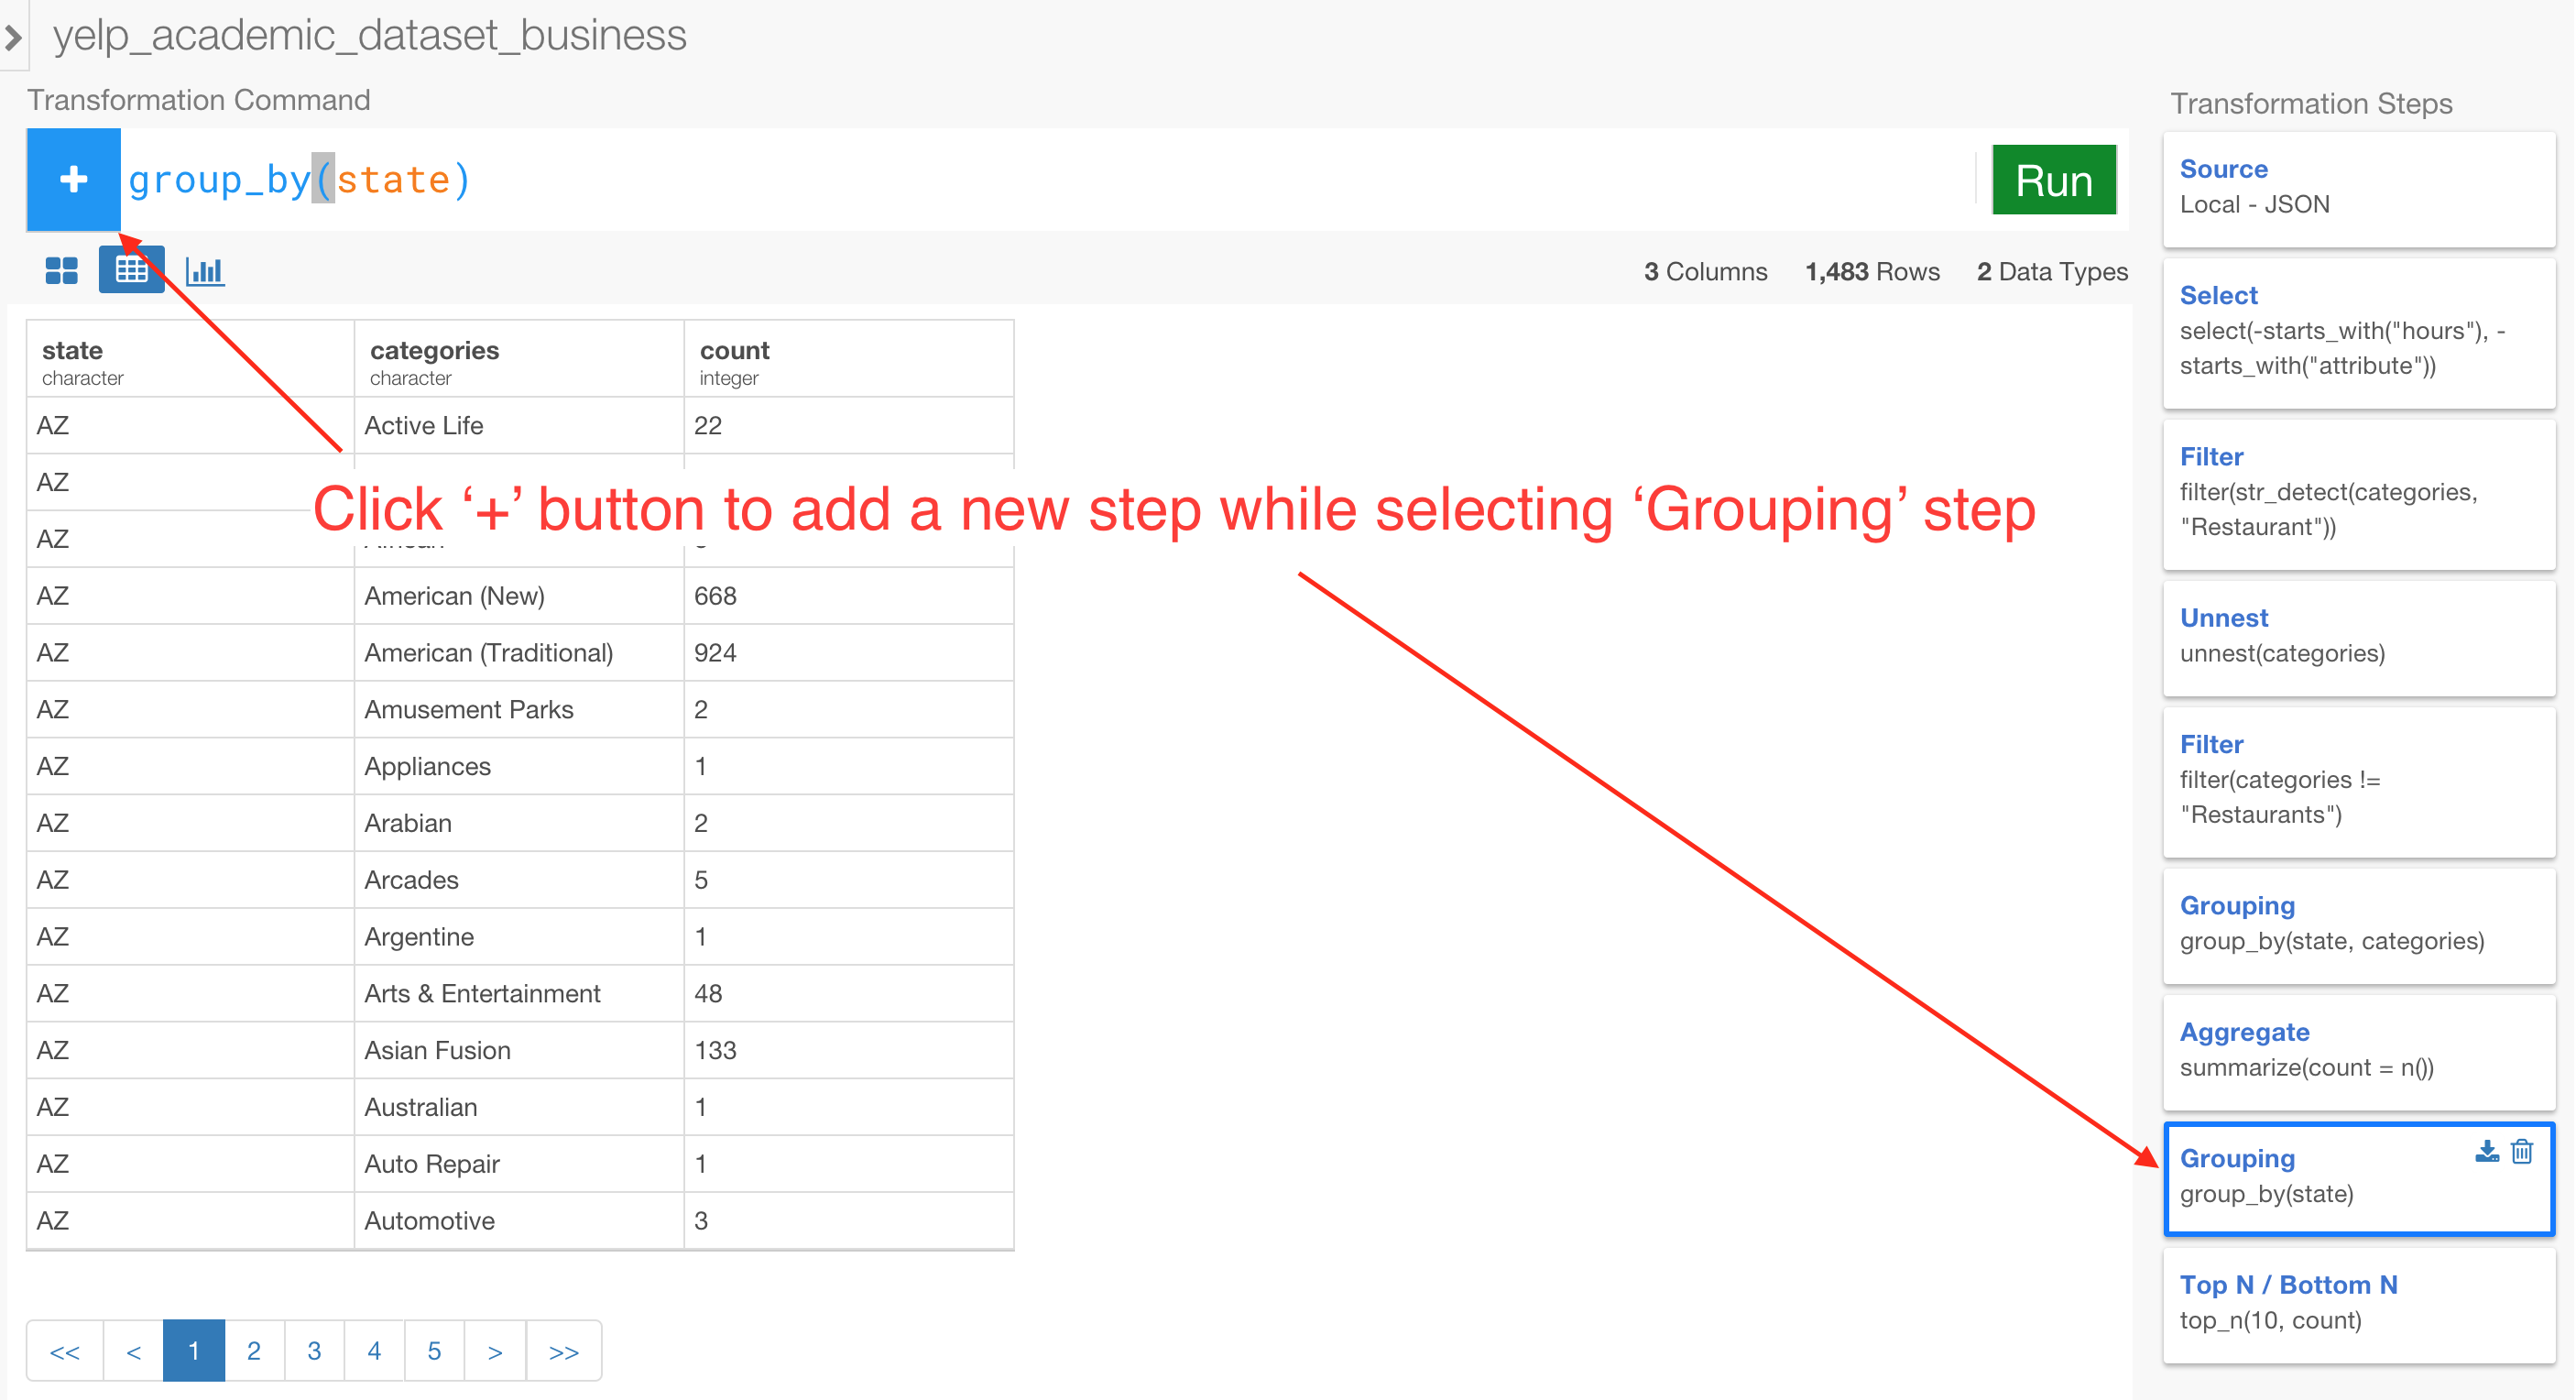 yelp_academic_dataset_business
Transformation Command
+ group_by(state) Run
3 Columns 1,483 Rows 2 Data Types
state categories count
character character integer
AZ Active Life 22
AZ
Click ‘+’ button to add a new step while selecting ‘Grouping’ step
AZ
AZ American (New) 668
AZ American (Traditional) 924
AZ Amusement Parks 2
AZ Appliances 1
AZ Arabian 2
AZ Arcades 5
AZ Argentine 1
AZ Arts & Entertainment 48
AZ Asian Fusion 133
AZ Australian 1
AZ Auto Repair 1
AZ Automotive 3
<< < 1 2 3 4 5 > >>
Transformation Steps
Source
Local - JSON
Select
select(-starts_with("hours"), -
starts_with("attribute"))
Filter
filter(str_detect(categories,
"Restaurant"))
Unnest
unnest(categories)
Filter
filter(categories !=
"Restaurants")
Grouping
group_by(state, categories)
Aggregate
summarize(count = n())
Grouping
group_by(state)
Top N / Bottom N
top_n(10, count)